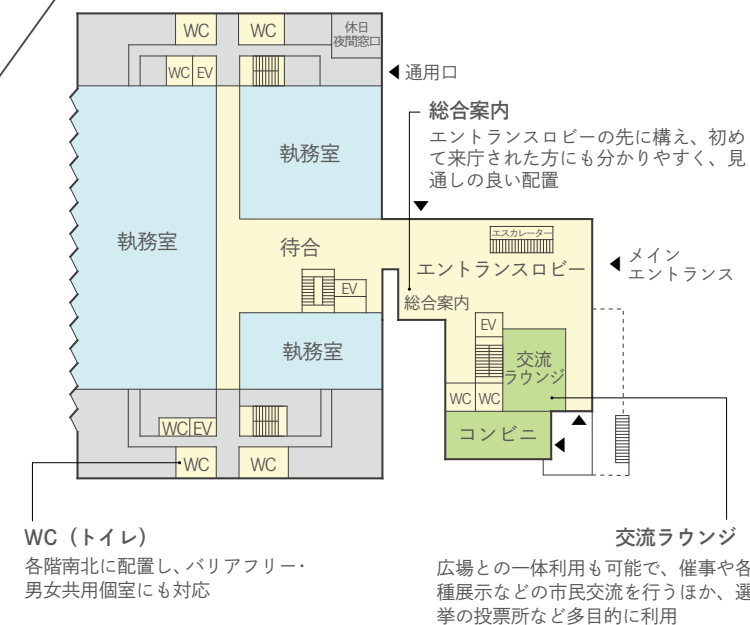 WC
WC
休日
夜間窓口
WC
EV
通用口
総合案内
エントランスロビーの先に構え、初め
て来庁された方にも分かりやすく、見
通しの良い配置
執務室
執務室
待合
エスカレーター
エントランスロビー
メイン
エントランス
EV
総合案内
EV
執務室
交流
ラウンジ
WC
WC
コンビニ
WC
EV
WC
WC
WC（トイレ）
各階南北に配置し、バリアフリー・
男女共用個室にも対応
交流ラウンジ
広場との一体利用も可能で、催事や各
種展示などの市民交流を行うほか、選
挙の投票所など多目的に利用